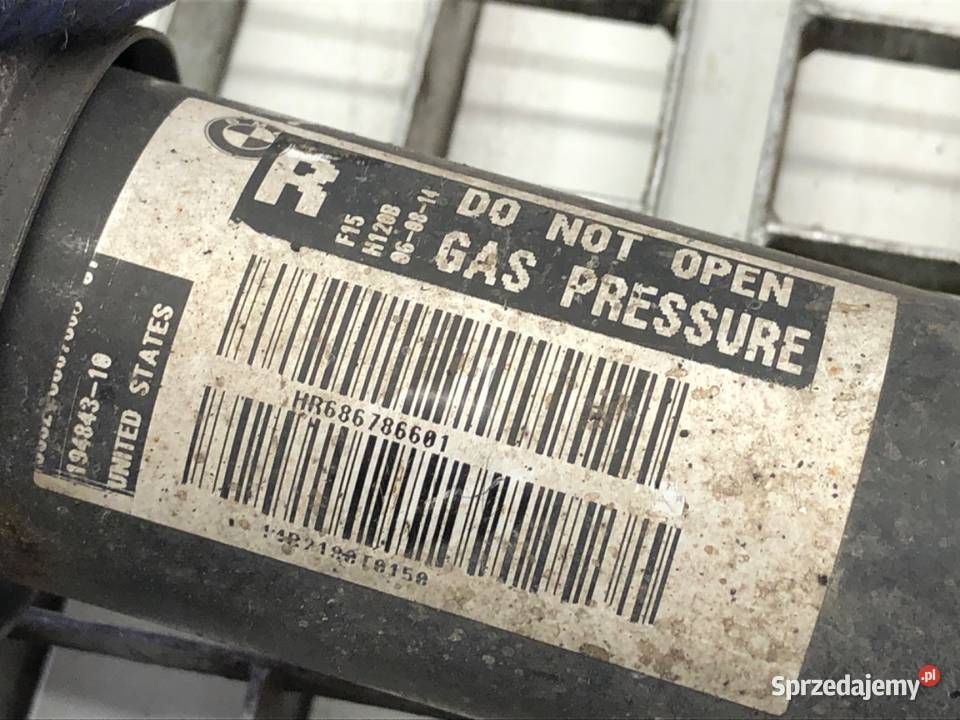 R
F15
H120B
06-08-14
DO NOT OPEN
GAS PRESSURE
HR686786601
194843-10
UNITED STATES
Sprzedajemy.pl